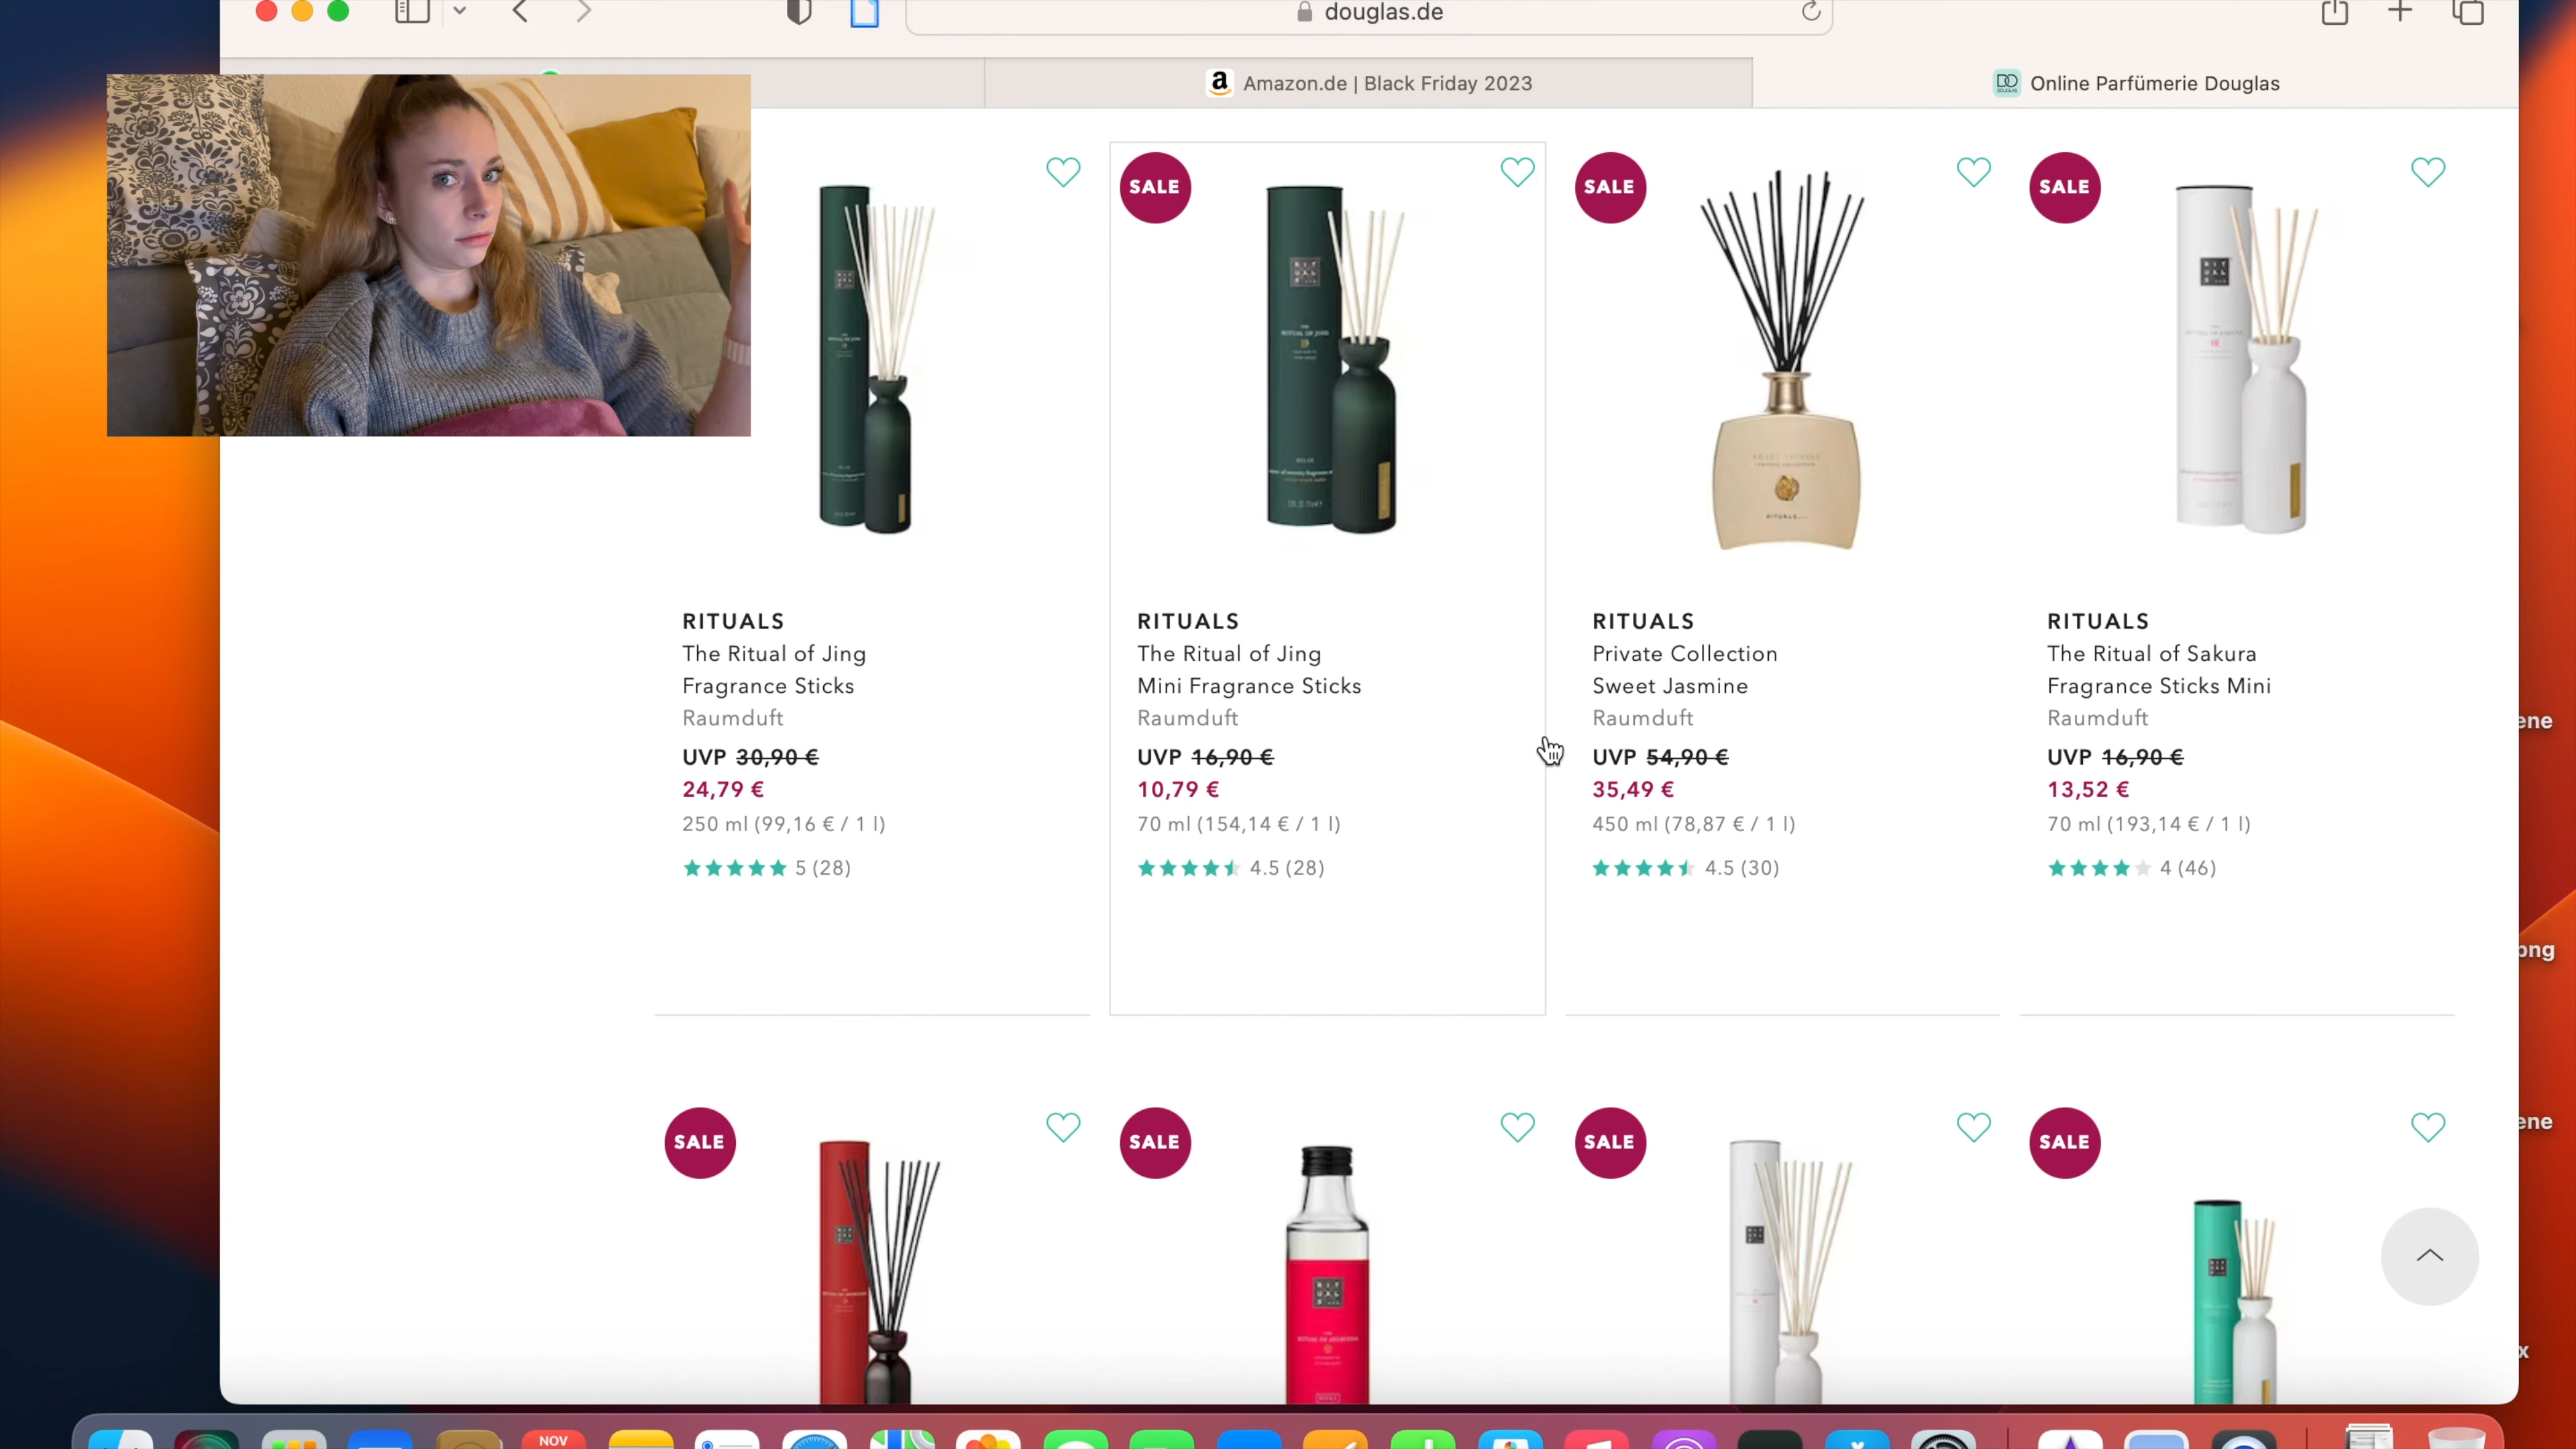 douglas.de
Amazon.de | Black Friday 2023
Online Parfümerie Douglas
SALE
SALE
SALE
RITUALS
The Ritual of Jing
Fragrance Sticks
Raumduft
UVP 30,90 €
24,79 €
250 ml (99,16 € / 1 l)
5 (28)
RITUALS
The Ritual of Jing
Mini Fragrance Sticks
Raumduft
UVP 16,90 €
10,79 €
70 ml (154,14 € / 1 l)
4.5 (28)
RITUALS
Private Collection
Sweet Jasmine
Raumduft
UVP 54,90 €
35,49 €
450 ml (78,87 € / 1 l)
4.5 (30)
RITUALS
The Ritual of Sakura
Fragrance Sticks Mini
Raumduft
UVP 16,90 €
13,52 €
70 ml (193,14 € / 1 l)
4 (46)
ene
png
ene
x
SALE
SALE
SALE
SALE
NOV